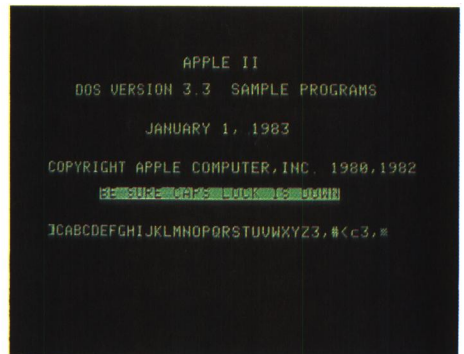 APPLE II
DOS VERSION 3.3 SAMPLE PROGRAMS
JANUARY 1, 1983
COPYRIGHT APPLE COMPUTER,INC. 1980,1982
BE SURE CAPS LOCK IS DOWN
]CABCDEFGHIJKLMNOPQRSTUVWXYZ3,#<c3,